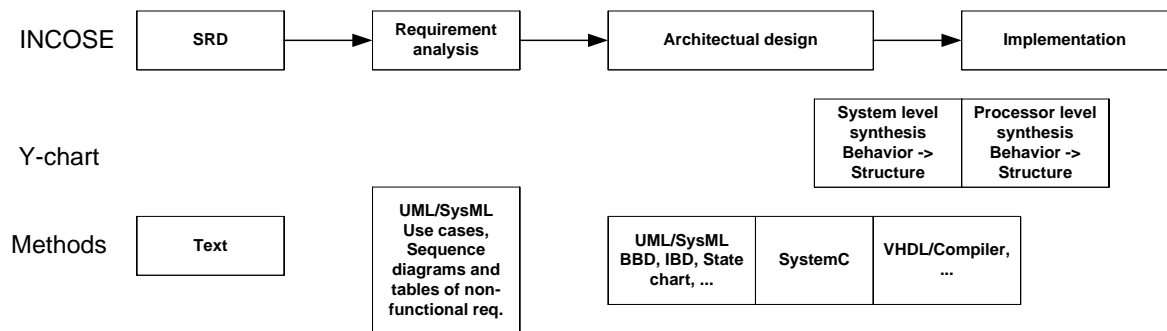 INCOSE
SRD
Requirement
analysis
Architectual design
Implementation
Y-chart
System level
synthesis
Behavior ->
Structure
Processor level
synthesis
Behavior ->
Structure
Methods
Text
UML/SysML
Use cases,
Sequence
diagrams and
tables of non-
functional req.
UML/SysML
BBD, IBD, State
chart, ...
SystemC
VHDL/Compiler,
...